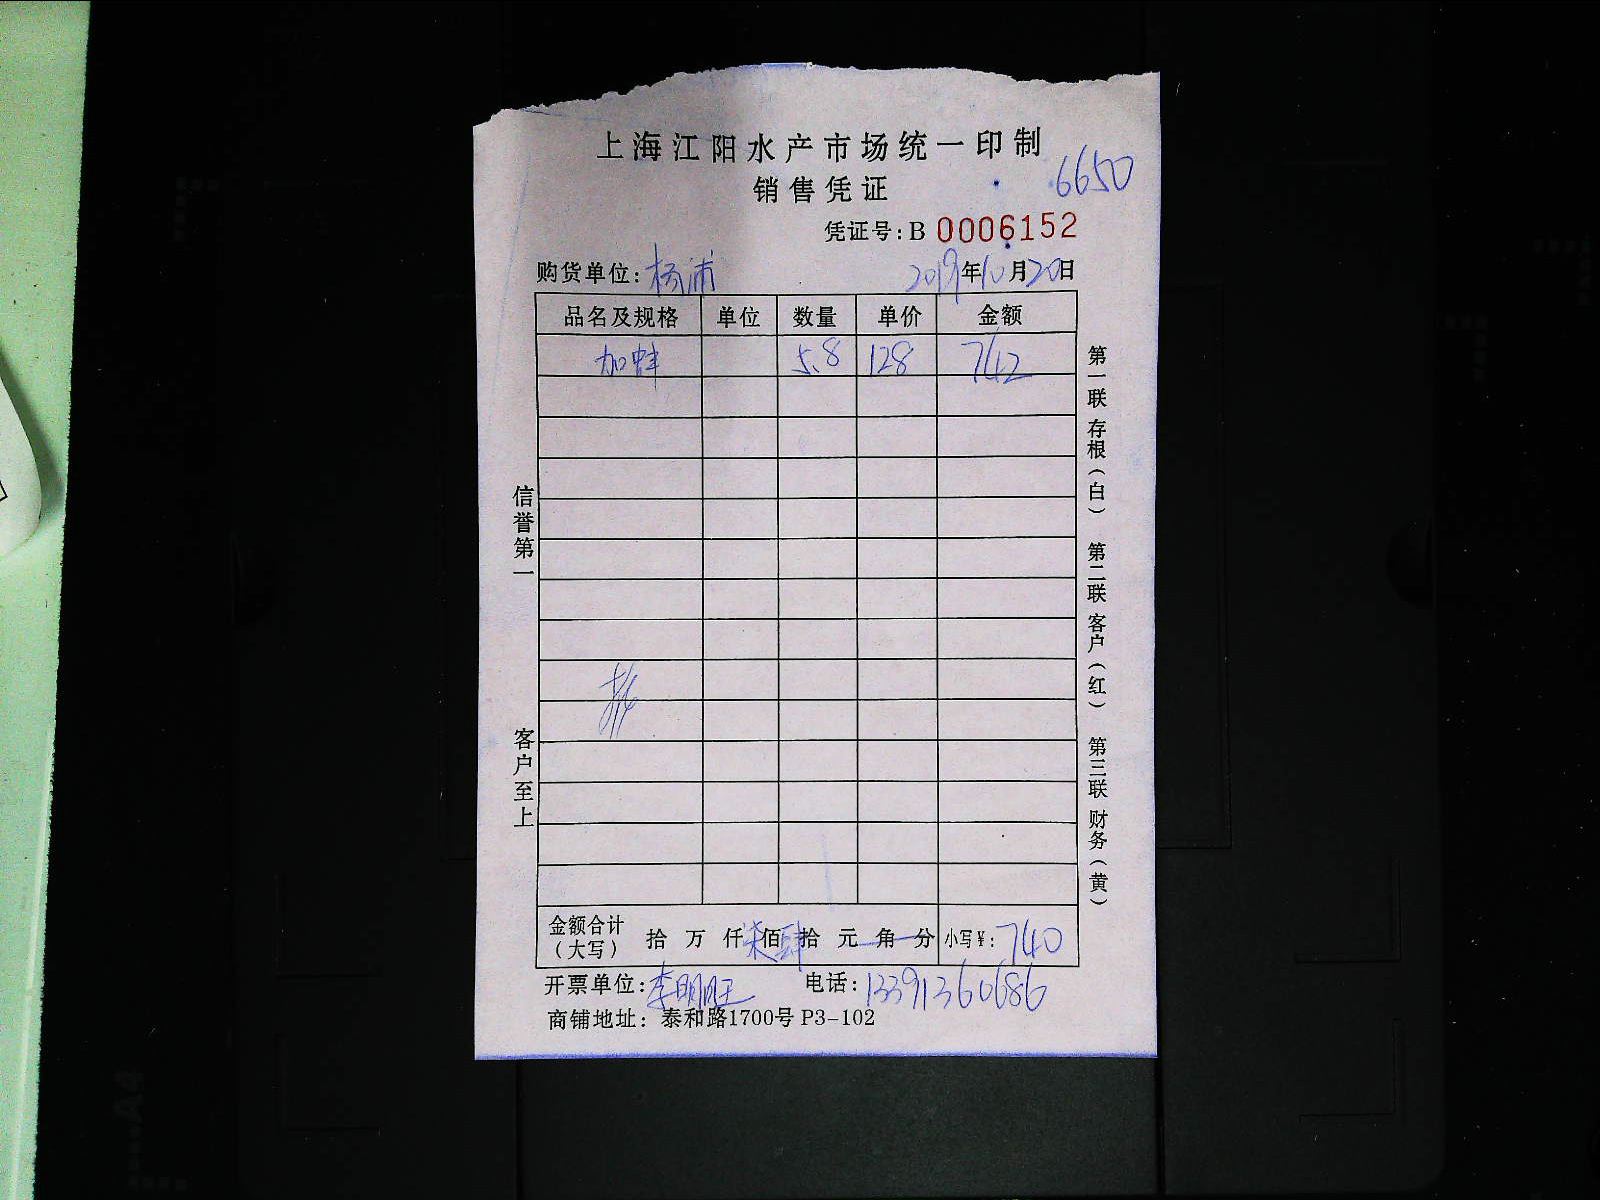 上海江阳水产市场统一印制
6650
销售凭证
凭证号:B 0006152
购货单位:杨浦 2019年10月20日
品名及规格 单位 数量 单价 金额
加蚌 5.8 128 742
信誉第一
客户至上
第一联 存根(白) 第二联 客户(红) 第三联 财务(黄)
金额合计(大写) 拾 万 仟 柒佰肆拾 元 角 分 小写¥:740
开票单位:李明旺 电话:13391360686
商铺地址: 泰和路1700号 P3-102
A4